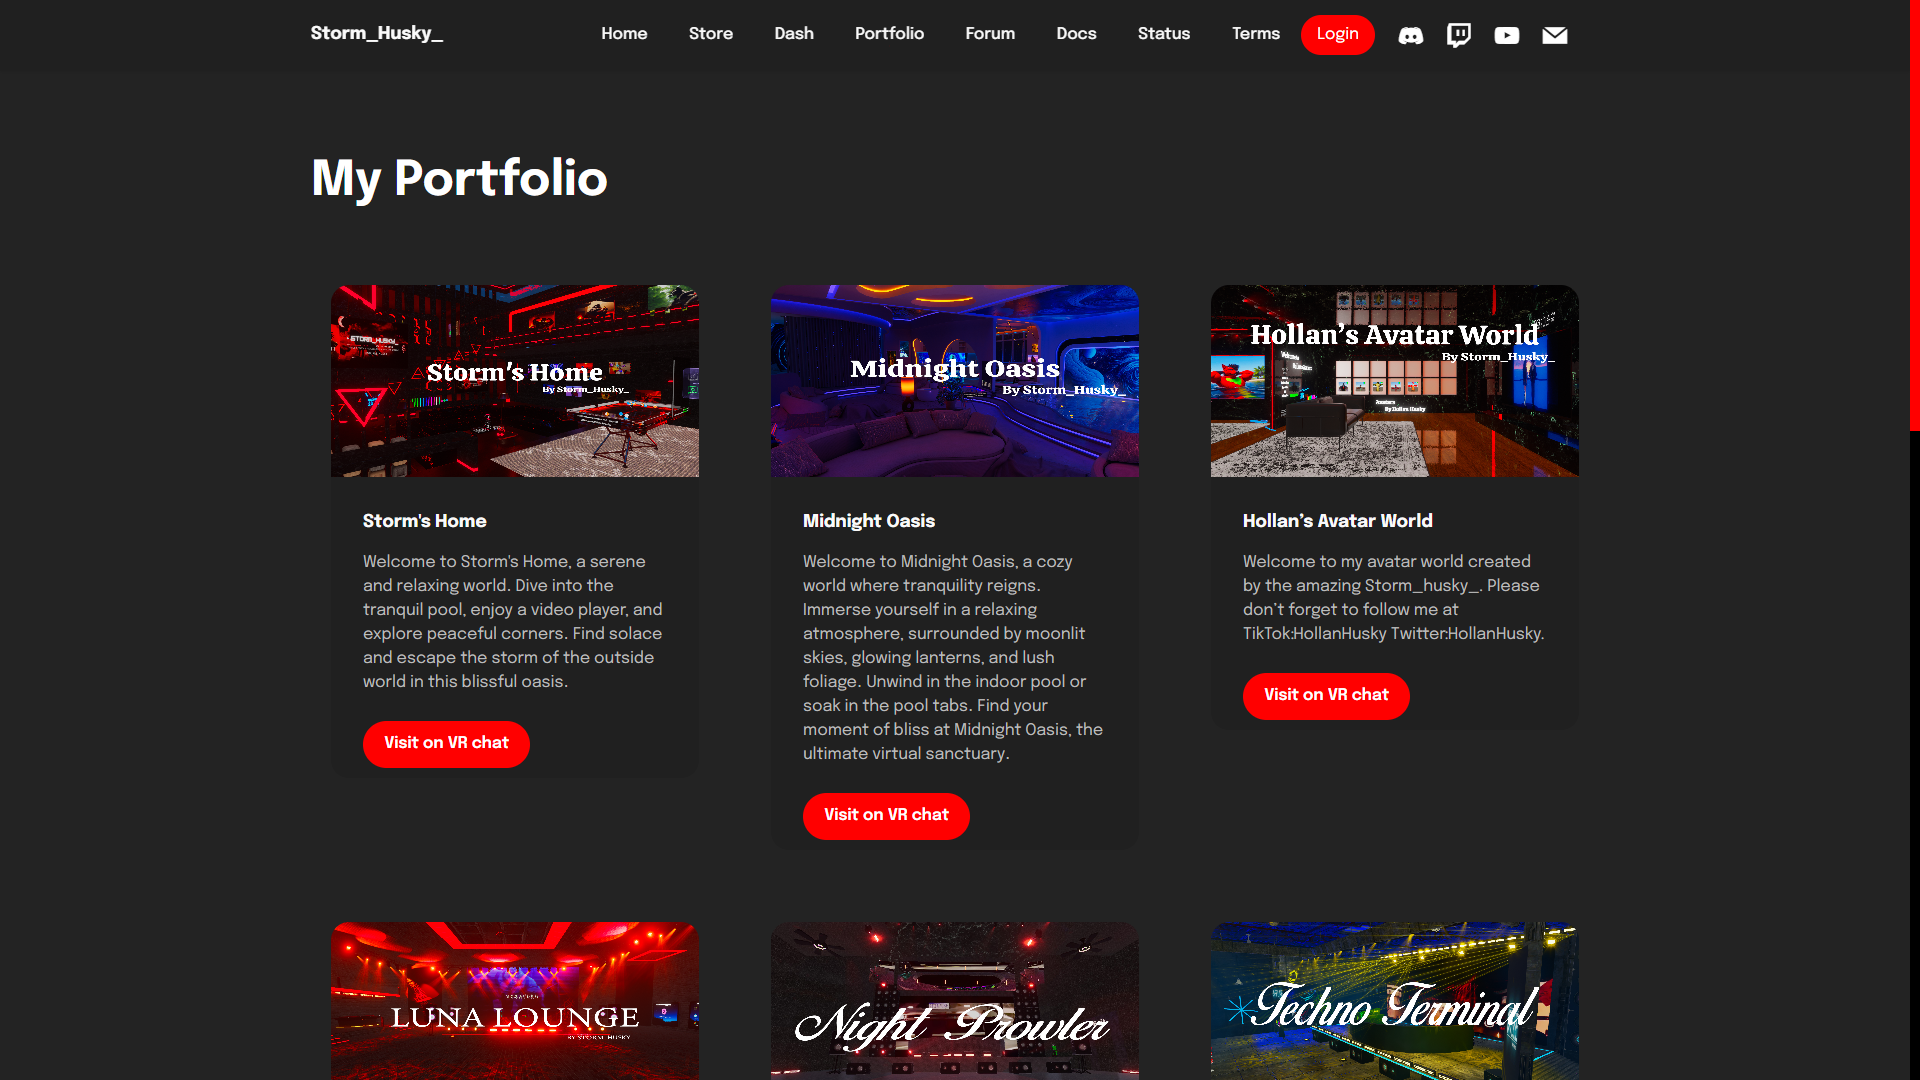 Storm_Husky_ Home Store Dash Portfolio Forum Docs Status Terms Login
My Portfolio
STORM_HUSKY_
Storm's Home
By Storm_Husky_
Midnight Oasis
By Storm_Husky_
Hollan's Avatar World
By Storm_Husky_
Avatars
By Hollan Husky
Storm's Home
Welcome to Storm's Home, a serene
and relaxing world. Dive into the
tranquil pool, enjoy a video player, and
explore peaceful corners. Find solace
and escape the storm of the outside
world in this blissful oasis.
Visit on VR chat
Midnight Oasis
Welcome to Midnight Oasis, a cozy
world where tranquility reigns.
Immerse yourself in a relaxing
atmosphere, surrounded by moonlit
skies, glowing lanterns, and lush
foliage. Unwind in the indoor pool or
soak in the pool tabs. Find your
moment of bliss at Midnight Oasis, the
ultimate virtual sanctuary.
Visit on VR chat
Hollan’s Avatar World
Welcome to my avatar world created
by the amazing Storm_husky_. Please
don’t forget to follow me at
TikTok:HollanHusky Twitter:HollanHusky.
Visit on VR chat
LUNA LOUNGE
BY STORM_HUSKY_
Night Prowler
Techno Terminal